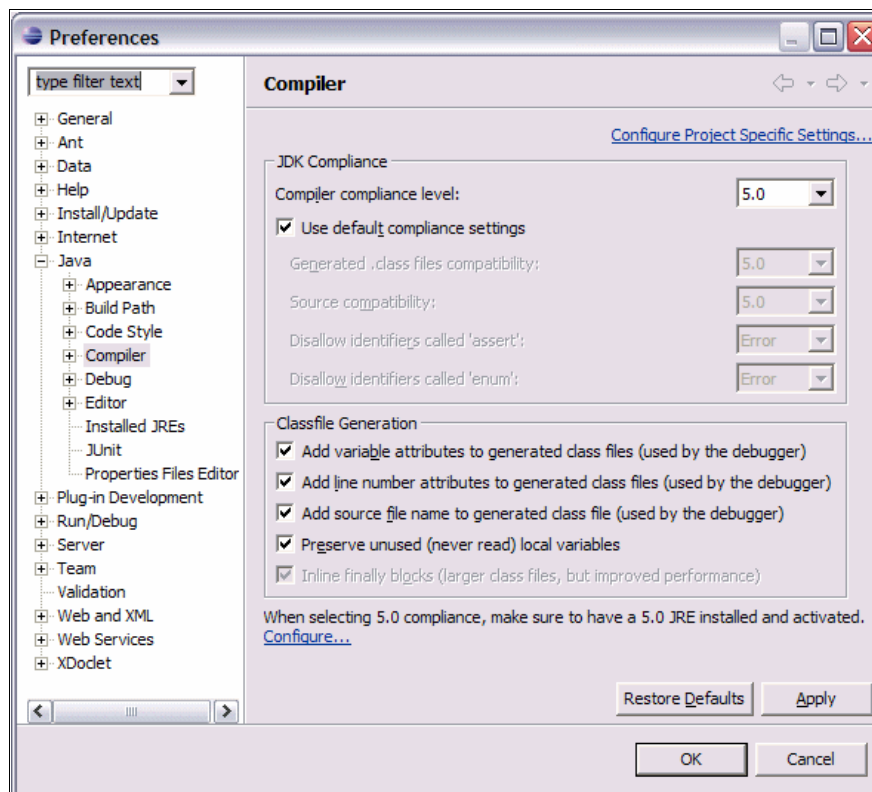 Preferences
type filter text
General
Ant
Data
Help
Install/Update
Internet
Java
Appearance
Build Path
Code Style
Compiler
Debug
Editor
Installed JREs
JUnit
Properties Files Editor
Plug-in Development
Run/Debug
Server
Team
Validation
Web and XML
Web Services
XDoclet
Compiler
Configure Project Specific Settings...
JDK Compliance
Compiler compliance level: 5.0
Use default compliance settings
Generated .class files compatibility: 5.0
Source compatibility: 5.0
Disallow identifiers called 'assert': Error
Disallow identifiers called 'enum': Error
Classfile Generation
Add variable attributes to generated class files (used by the debugger)
Add line number attributes to generated class files (used by the debugger)
Add source file name to generated class file (used by the debugger)
Preserve unused (never read) local variables
Inline finally blocks (larger class files, but improved performance)
When selecting 5.0 compliance, make sure to have a 5.0 JRE installed and activated.
Configure...
Restore Defaults Apply
OK Cancel